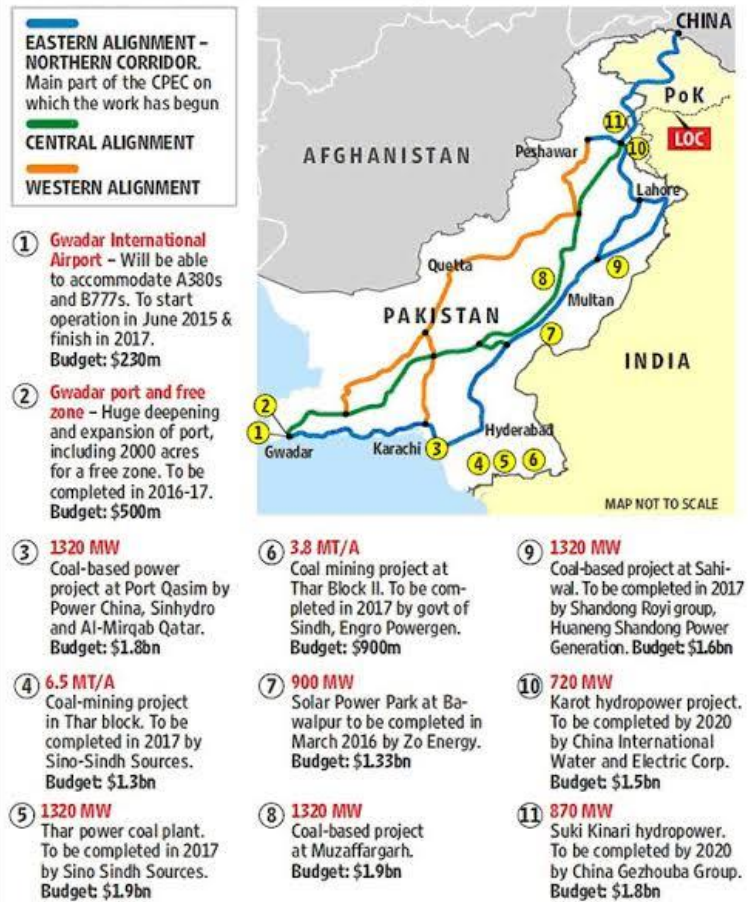 EASTERN ALIGNMENT –
NORTHERN CORRIDOR.
Main part of the CPEC on
which the work has begun
CENTRAL ALIGNMENT
WESTERN ALIGNMENT
CHINA
PoK
LOC
AFGHANISTAN
Peshawar
11
10
Lahore
Quetta
8
9
Multan
PAKISTAN
7
INDIA
2
1
Gwadar
Karachi
3
Hyderabad
4
5
6
MAP NOT TO SCALE
1 Gwadar International
Airport – Will be able
to accommodate A380s
and B777s. To start
operation in June 2015 &
finish in 2017.
Budget: $230m
2 Gwadar port and free
zone – Huge deepening
and expansion of port,
including 2000 acres
for a free zone. To be
completed in 2016-17.
Budget: $500m
3 1320 MW
Coal-based power
project at Port Qasim by
Power China, Sinhydro
and Al-Mirqab Qatar.
Budget: $1.8bn
4 6.5 MT/A
Coal-mining project
in Thar block. To be
completed in 2017 by
Sino-Sindh Sources.
Budget: $1.3bn
5 1320 MW
Thar power coal plant.
To be completed in 2017
by Sino Sindh Sources.
Budget: $1.9bn
6 3.8 MT/A
Coal mining project at
Thar Block II. To be com-
pleted in 2017 by govt of
Sindh, Engro Powergen.
Budget: $900m
7 900 MW
Solar Power Park at Ba-
walpur to be completed in
March 2016 by Zo Energy.
Budget: $1.33bn
8 1320 MW
Coal-based project
at Muzaffargarh.
Budget: $1.9bn
9 1320 MW
Coal-based project at Sahi-
wal. To be completed in 2017
by Shandong Royi group,
Huaneng Shandong Power
Generation. Budget: $1.6bn
10 720 MW
Karot hydropower project.
To be completed by 2020
by China International
Water and Electric Corp.
Budget: $1.5bn
11 870 MW
Suki Kinari hydropower.
To be completed by 2020
by China Gezhouba Group.
Budget: $1.8bn